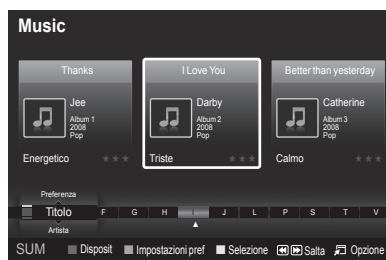 Music
Thanks
Jee
Album 1
2008
Pop
Energetico
I Love You
Darby
Album 2
2008
Pop
Triste
Better than yesterday
Catherine
Album 3
2008
Pop
Calmo
Preferenza
Titolo F G H I J L P S T V
Artista
SUM Disposit Impostazioni pref Selezione Salta Opzione